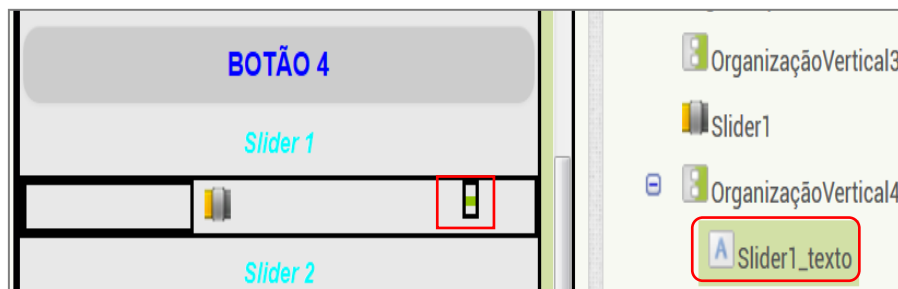 BOTÃO 4
Slider 1
Slider 2
OrganizaçãoVertical3
Slider1
OrganizaçãoVertical4
A Slider1_texto